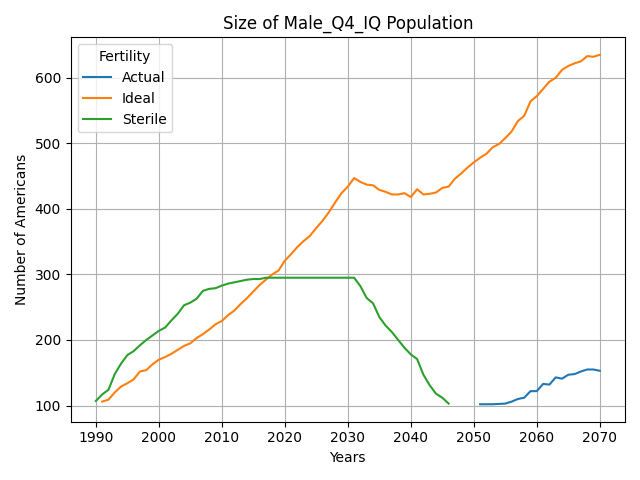 Size of Male_Q4_IQ Population
Fertility
Actual
Ideal
Sterile
Number of Americans
600
500
400
300
200
100
1990 2000 2010 2020 2030 2040 2050 2060 2070
Years